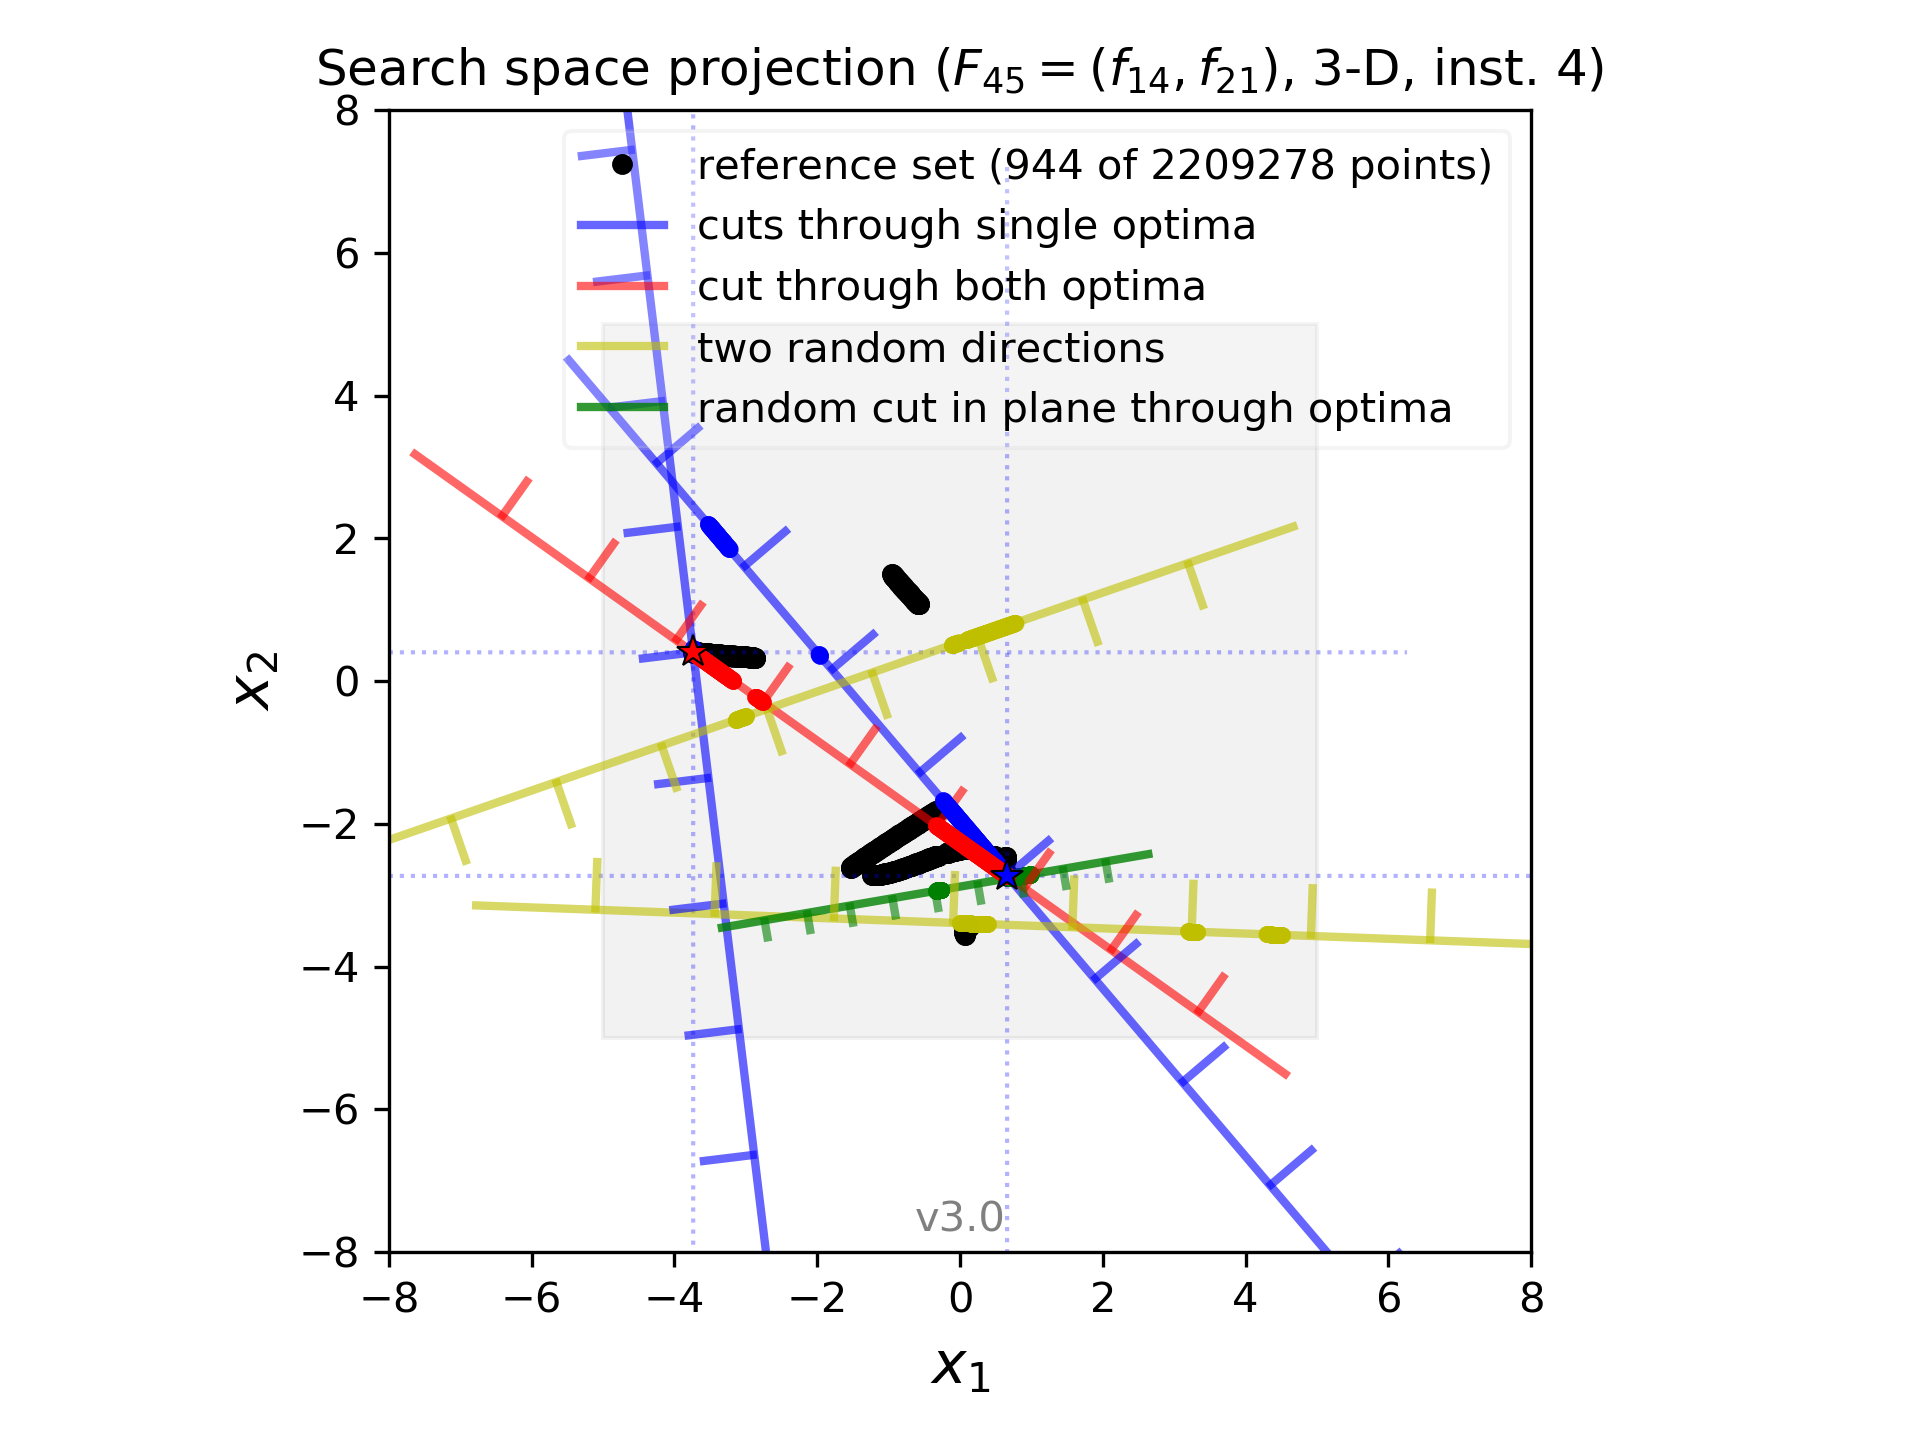 Search space projection (F45 = (f14, f21), 3-D, inst. 4)
reference set (944 of 2209278 points)
cuts through single optima
cut through both optima
two random directions
random cut in plane through optima
8
6
4
2
0
−2
−4
−6
−8
x2
v3.0
−8 −6 −4 −2 0 2 4 6 8
x1